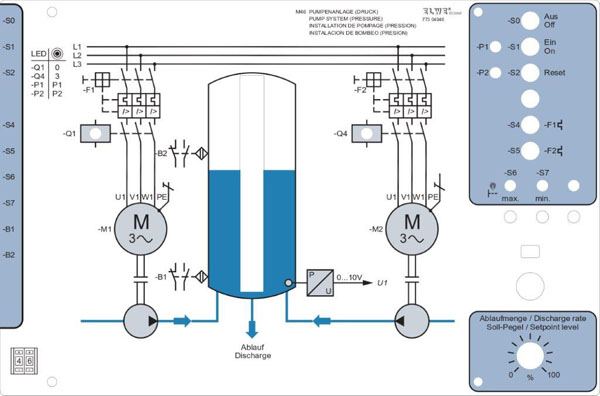 M46 PUMPENANLAGE (DRUCK)
PUMP SYSTEM (PRESSURE)
INSTALLATION DE POMPAGE (PRESSION)
INSTALACION DE BOMBEO (PRESION)
ELWE
-S0
-S1
-S2
-S4
-S5
-S6
-S7
-B1
-B2
LED
-Q1 0
-Q4 3
-P1 P1
-P2 P2
L1
L2
L3
-F1
I> I> I>
-Q1
-B2
U1 V1 W1 PE
-M1
M
3
-B1
-F2
I> I> I>
-Q4
U1 V1 W1 PE
-M2
M
3
P
U
0...10V
U1
Ablauf
Discharge
4 6
-S0 Aus
Off
-P1 -S1 Ein
On
-P2 -S2 Reset
-S4 -F1
-S5 -F2
-S6 -S7
max. min.
Ablaufmenge / Discharge rate
Soll-Pegel / Setpoint level
0 % 100